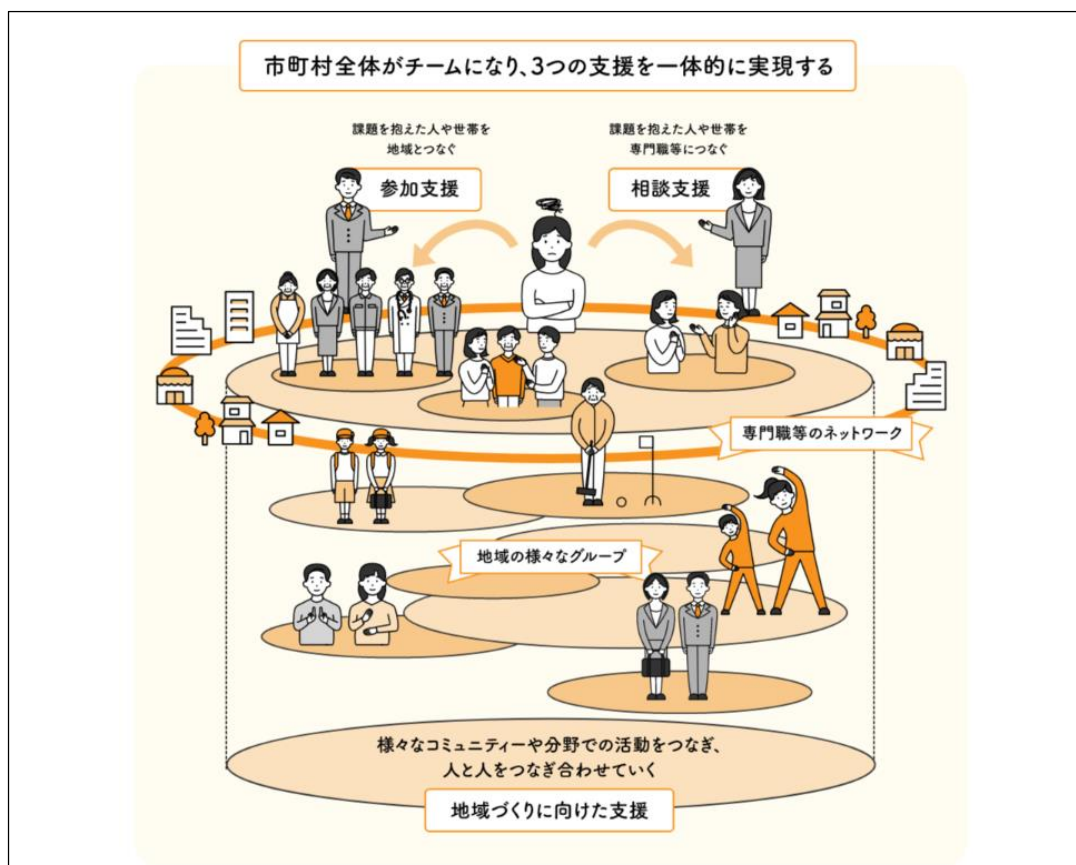 市町村全体がチームになり、3つの支援を一体的に実現する
課題を抱えた人や世帯を
地域とつなぐ
参加支援
課題を抱えた人や世帯を
専門職等につなぐ
相談支援
専門職等のネットワーク
地域の様々なグループ
様々なコミュニティーや分野での活動をつなぎ、
人と人をつなぎ合わせていく
地域づくりに向けた支援